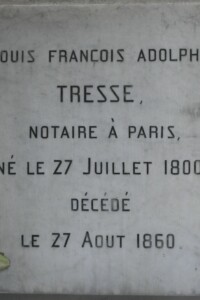 OUIS FRANÇOIS ADOLPH
TRESSE,
NOTAIRE À PARIS,
NÉ LE 27 JUILLET 1800
DÉCÉDÉ
LE 27 AOUT 1860.